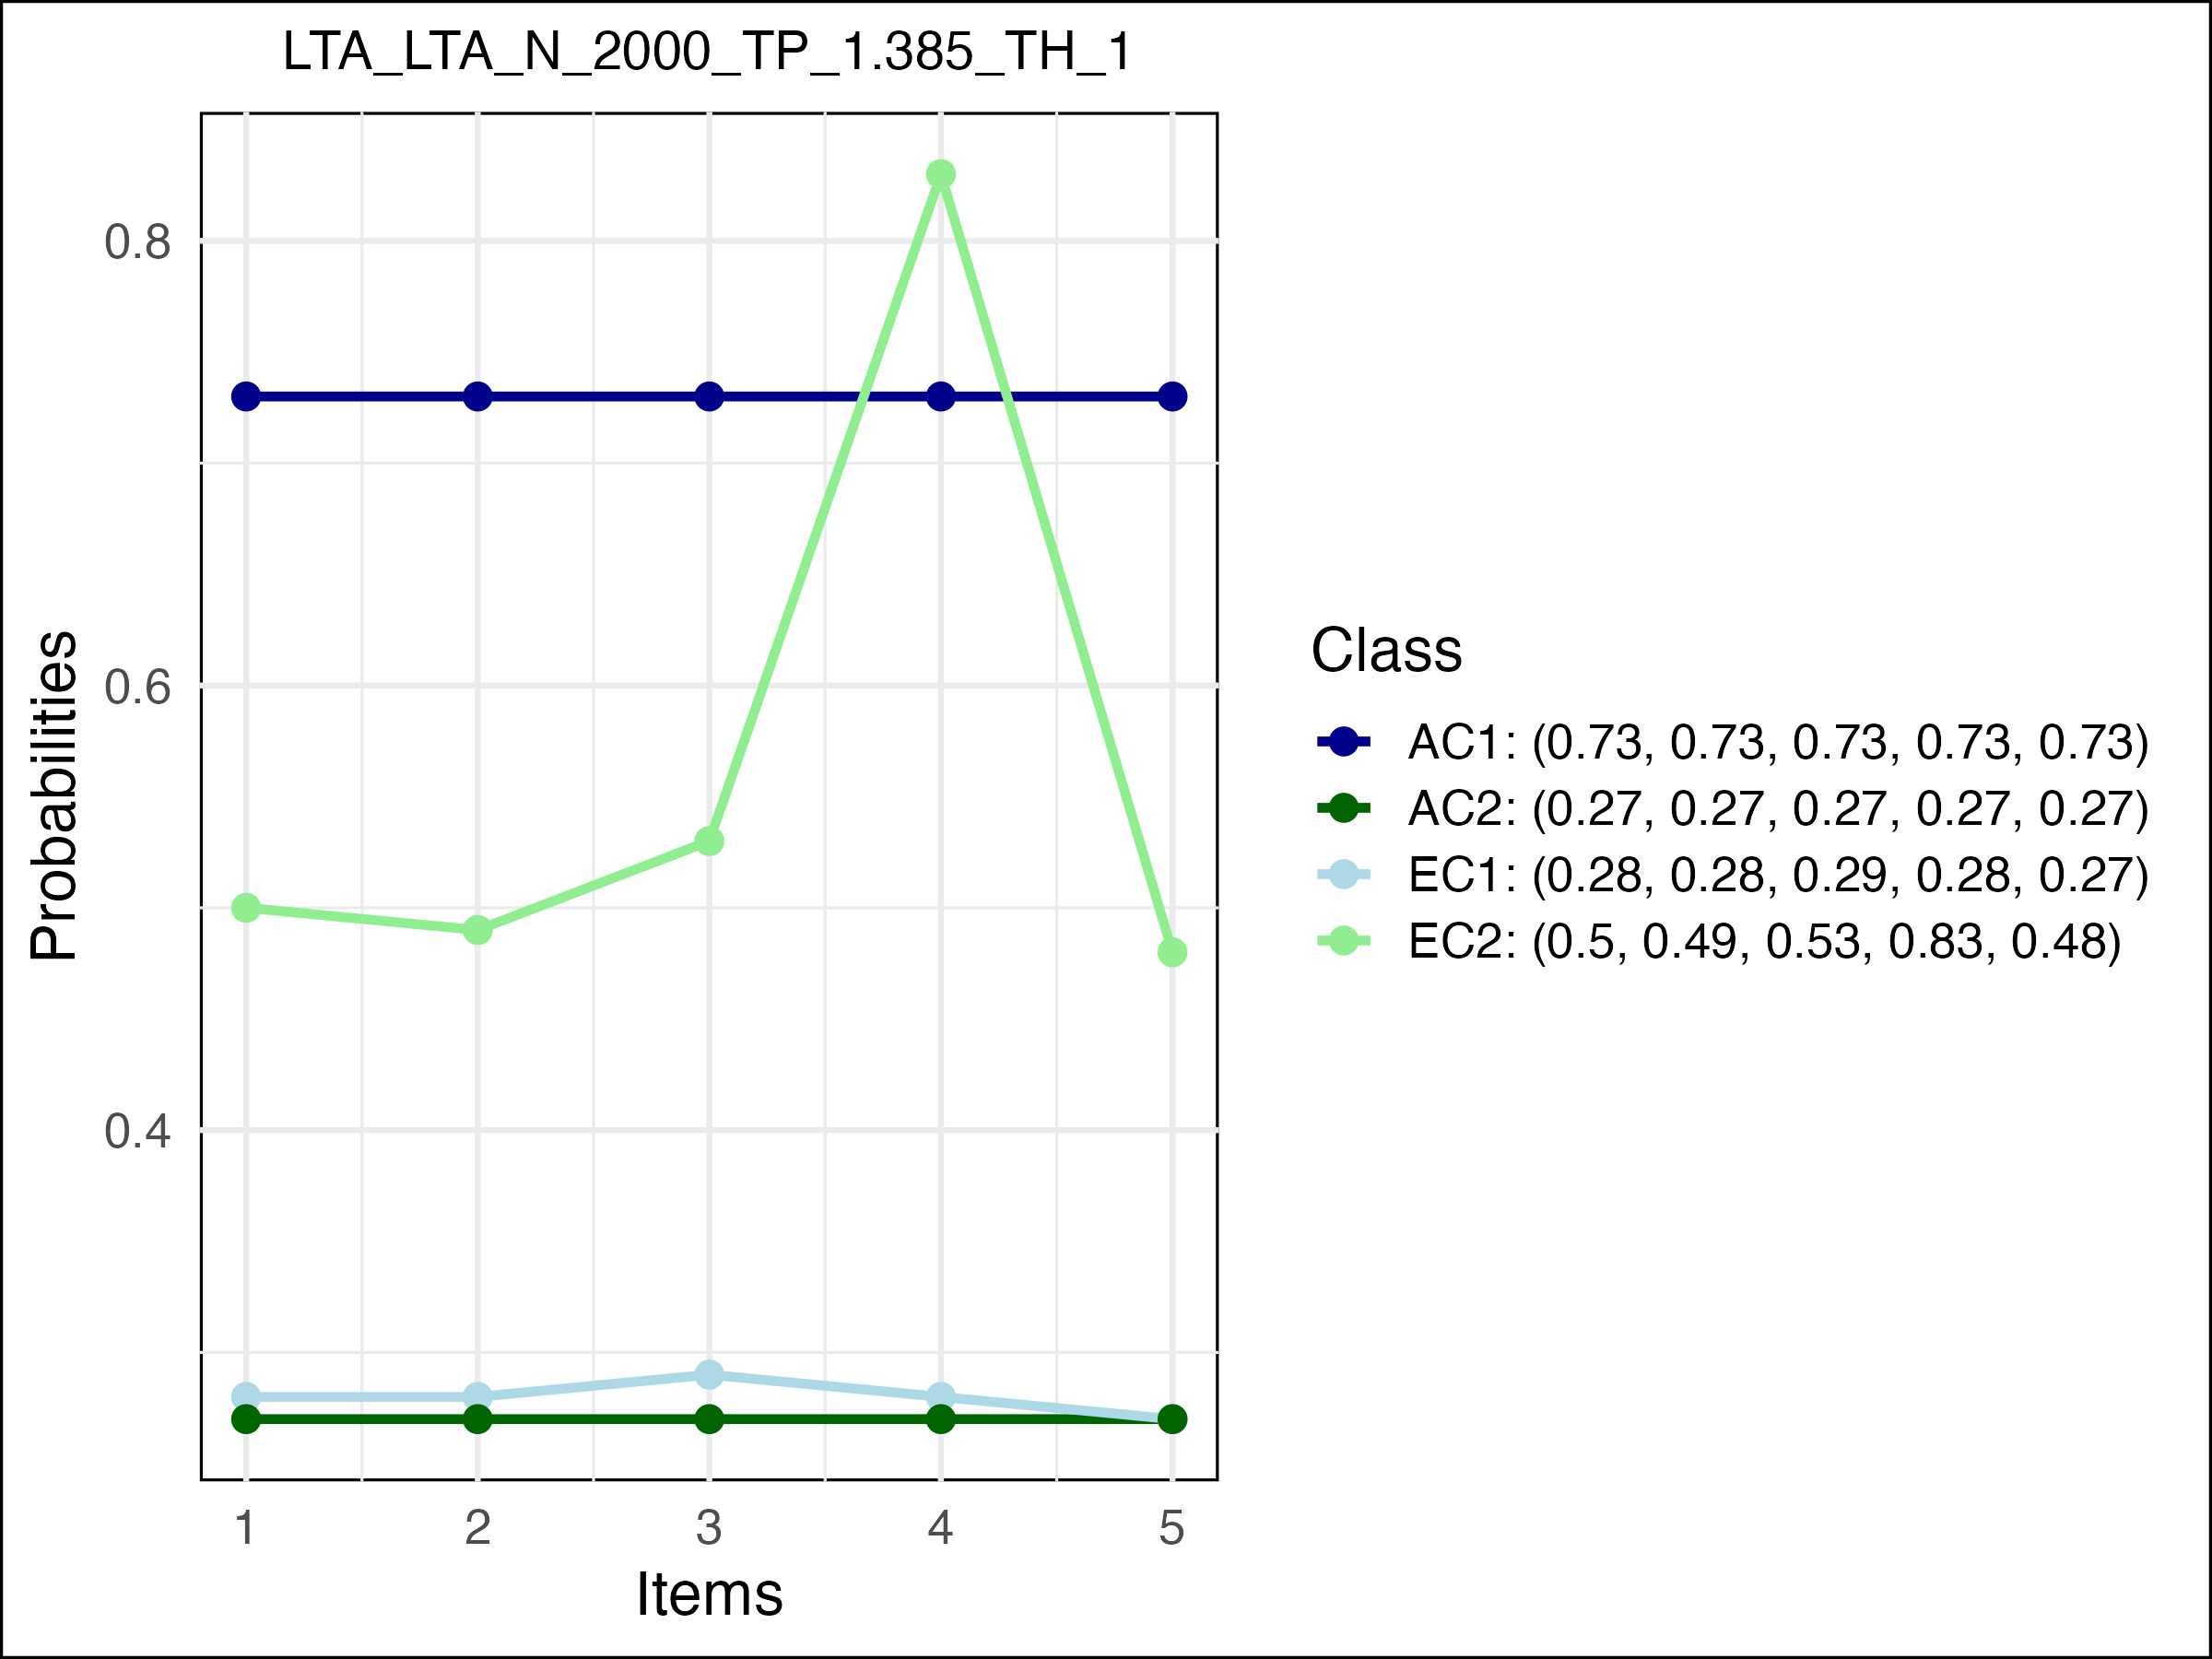 LTA_LTA_N_2000_TP_1.385_TH_1
Probabilities
0.8
0.6
0.4
1 2 3 4 5
Items
Class
AC1: (0.73, 0.73, 0.73, 0.73, 0.73)
AC2: (0.27, 0.27, 0.27, 0.27, 0.27)
EC1: (0.28, 0.28, 0.29, 0.28, 0.27)
EC2: (0.5, 0.49, 0.53, 0.83, 0.48)